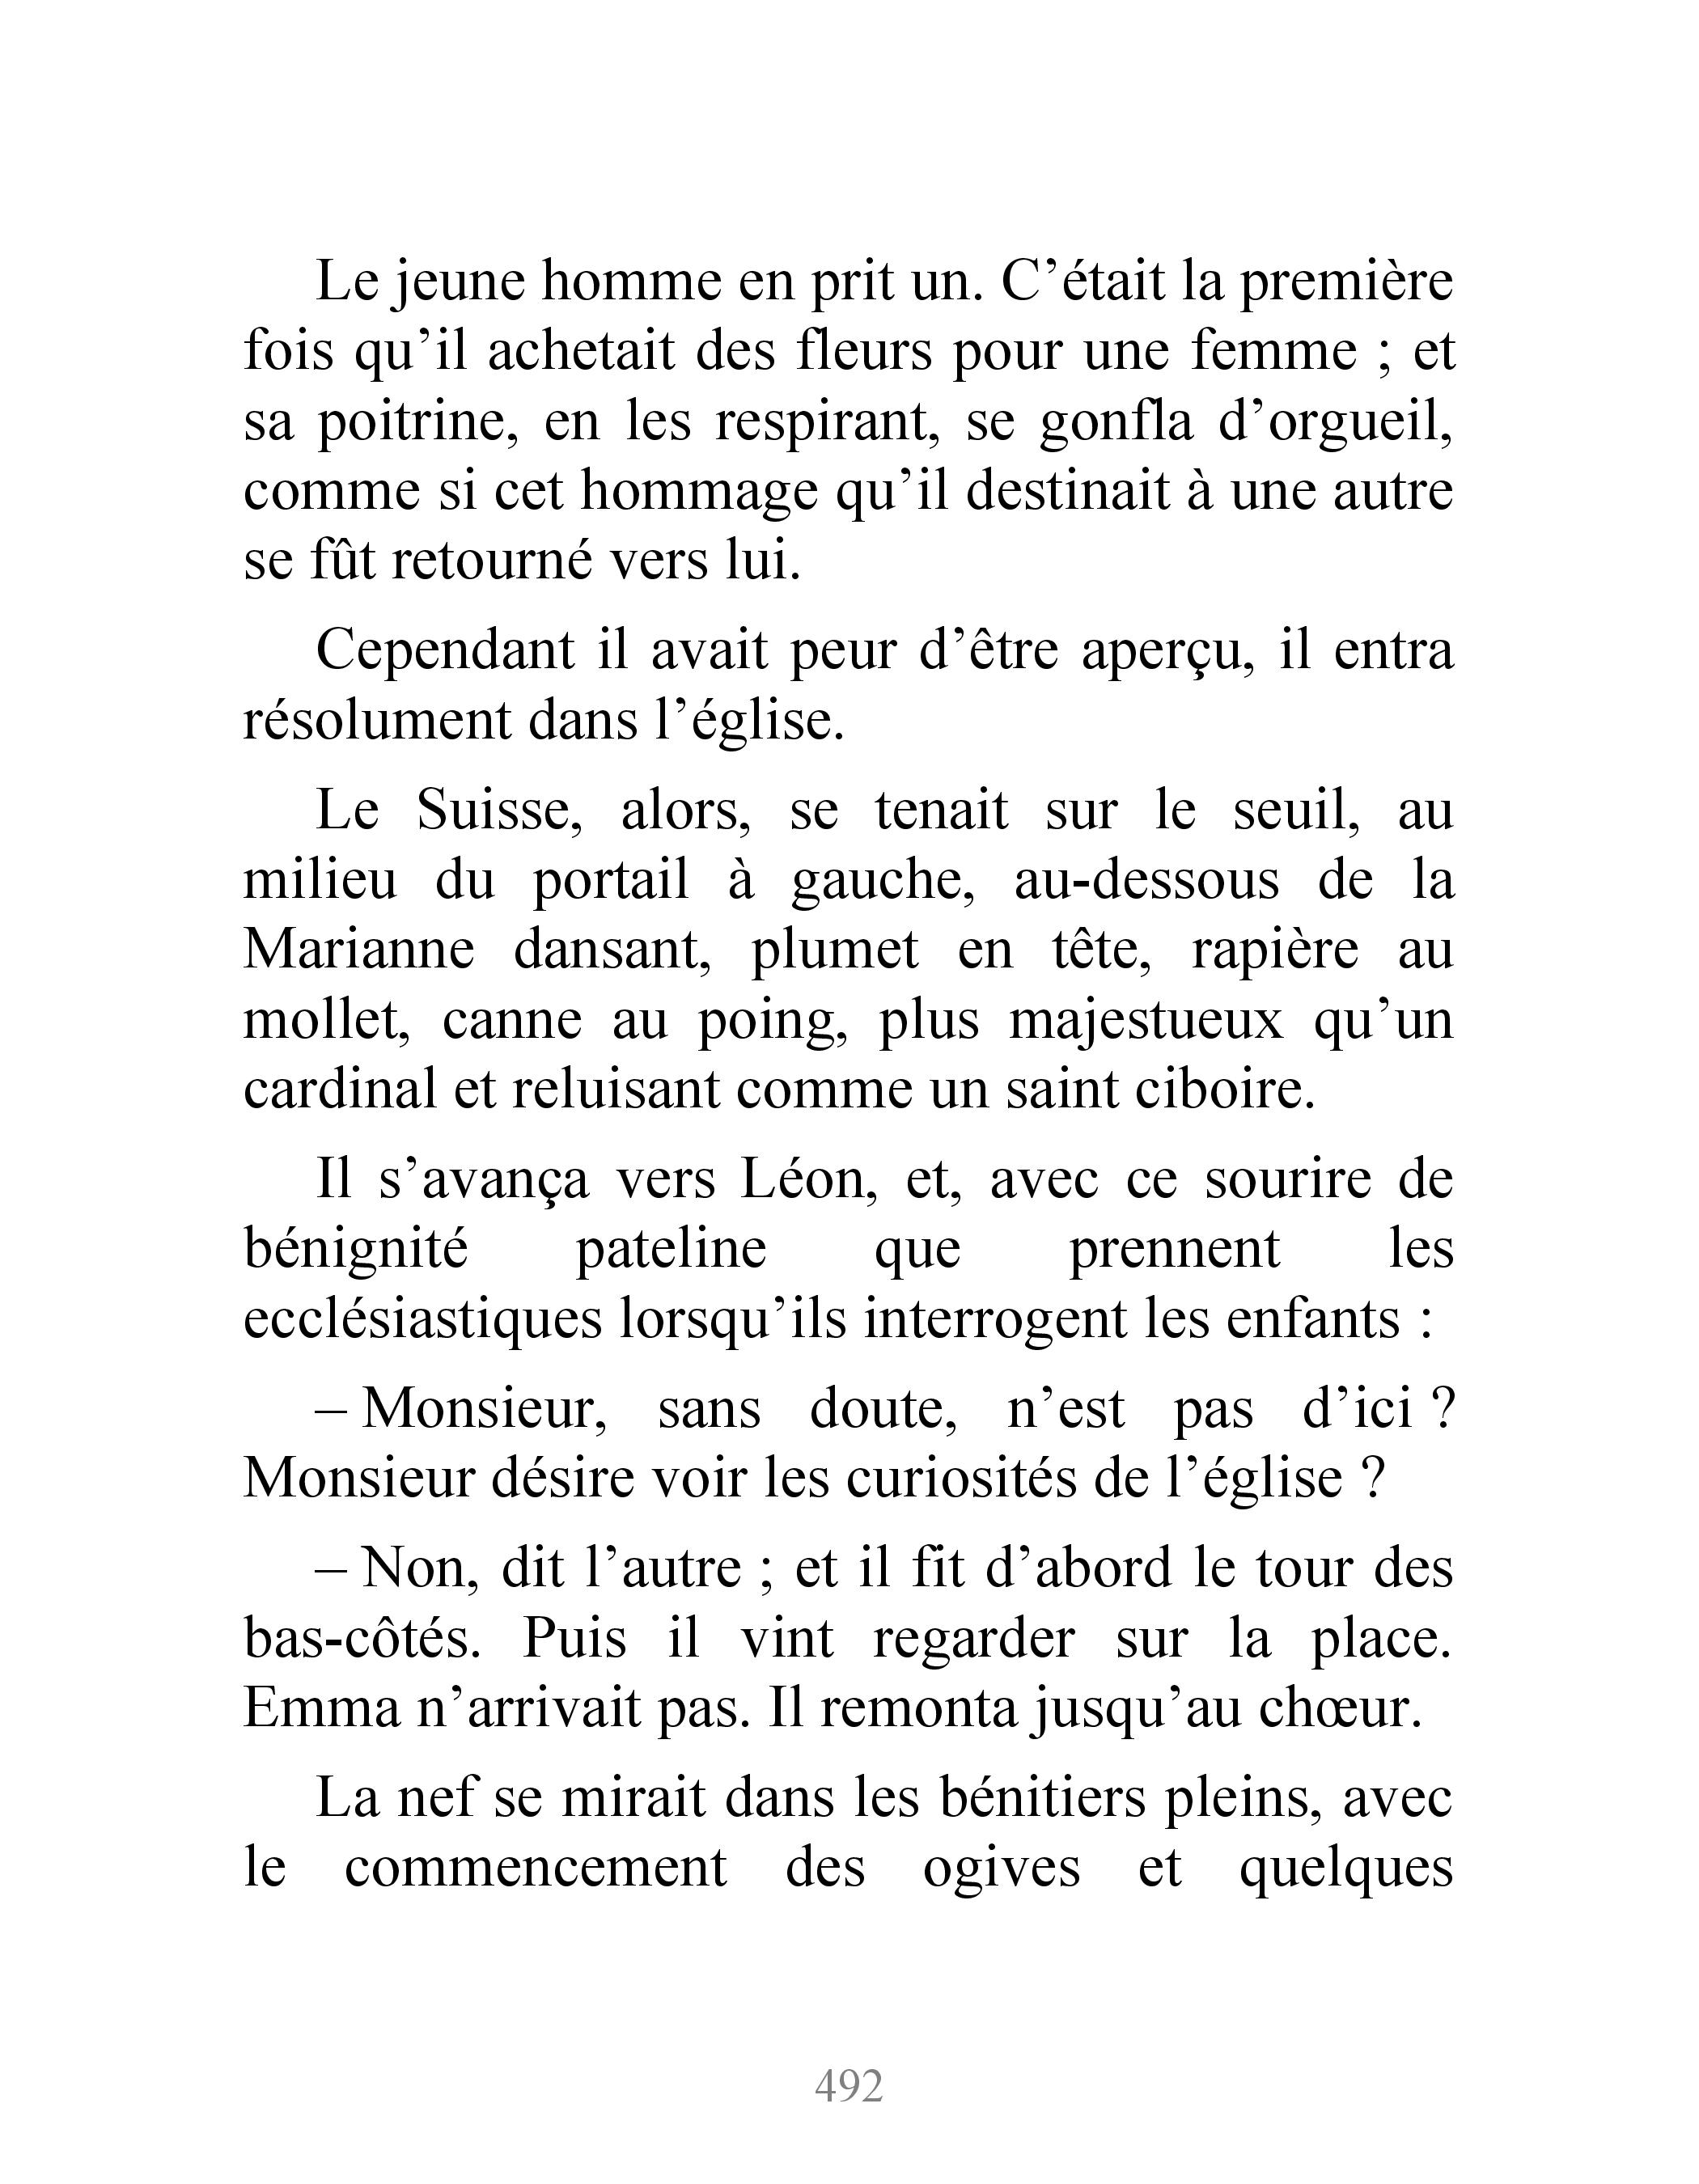 Le jeune homme en prit un. C’était la première
fois qu’il achetait des fleurs pour une femme ; et
sa poitrine, en les respirant, se gonfla d’orgueil,
comme si cet hommage qu’il destinait à une autre
se fût retourné vers lui.
Cependant il avait peur d’être aperçu, il entra
résolument dans l’église.
Le Suisse, alors, se tenait sur le seuil, au
milieu du portail à gauche, au-dessous de la
Marianne dansant, plumet en tête, rapière au
mollet, canne au poing, plus majestueux qu’un
cardinal et reluisant comme un saint ciboire.
Il s’avança vers Léon, et, avec ce sourire de
bénignité pateline que prennent les
ecclésiastiques lorsqu’ils interrogent les enfants :
– Monsieur, sans doute, n’est pas d’ici ?
Monsieur désire voir les curiosités de l’église ?
– Non, dit l’autre ; et il fit d’abord le tour des
bas-côtés. Puis il vint regarder sur la place.
Emma n’arrivait pas. Il remonta jusqu’au chœur.
La nef se mirait dans les bénitiers pleins, avec
le commencement des ogives et quelques
492